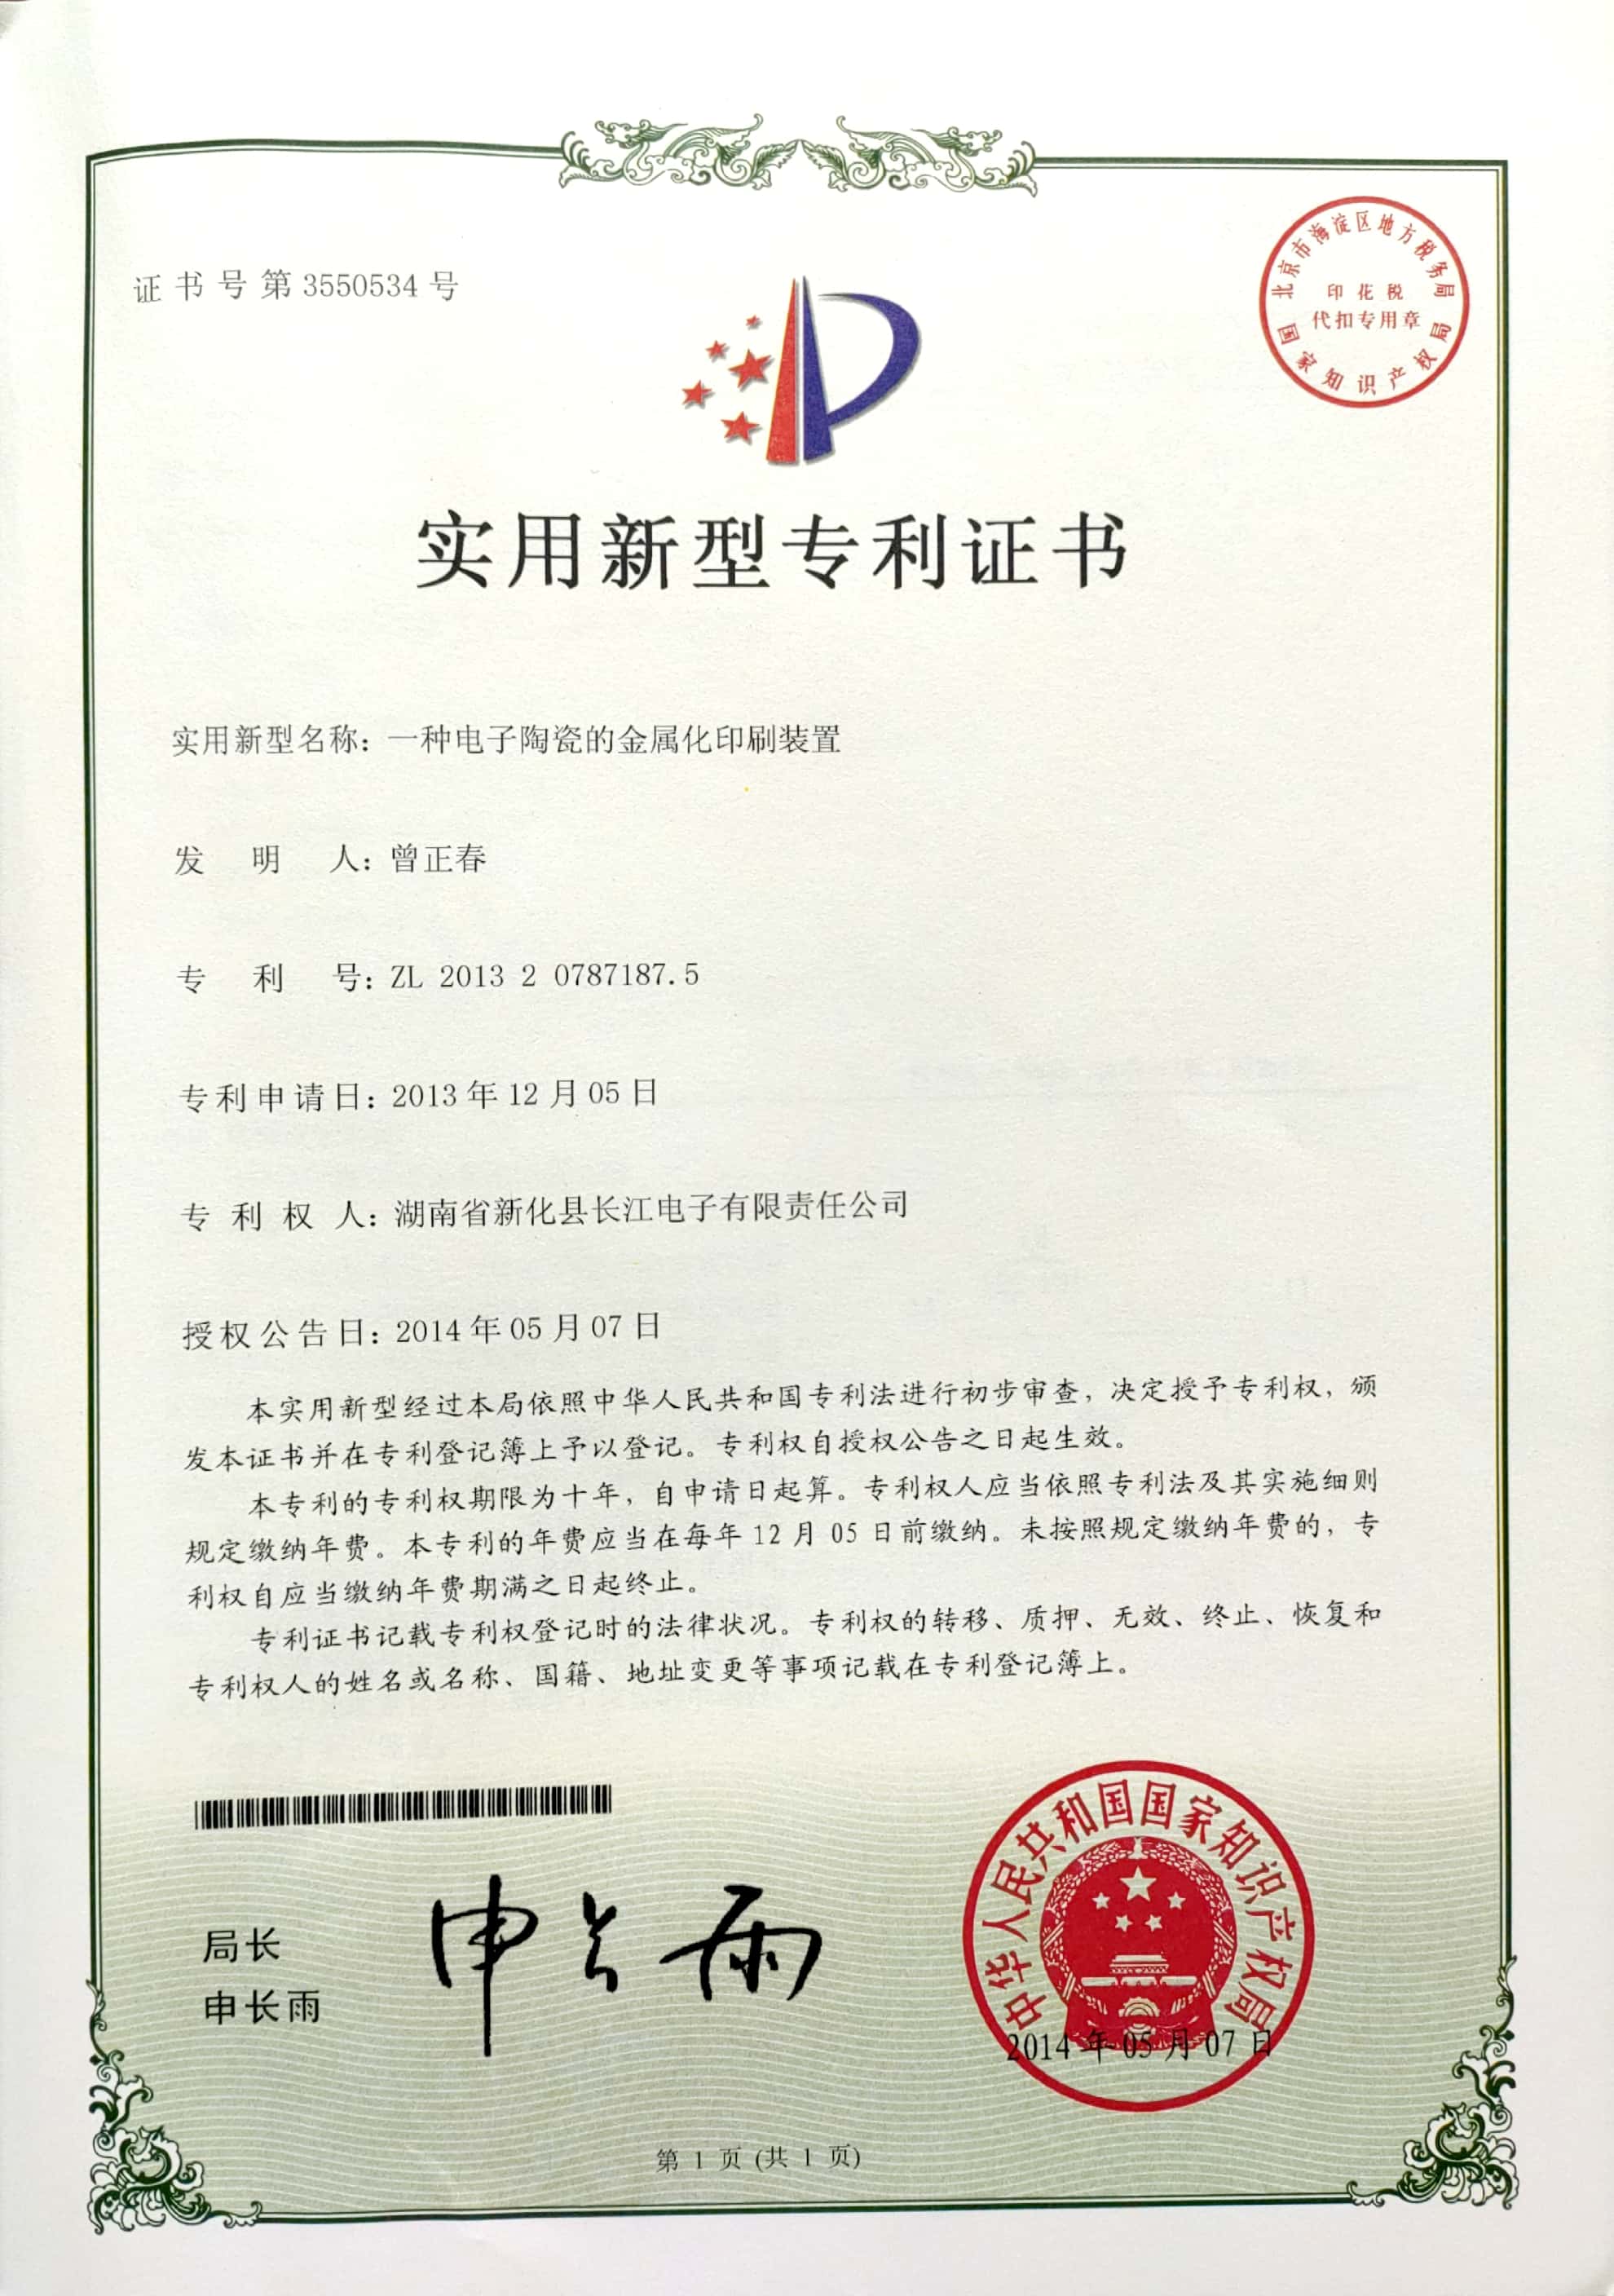 证书号第3550534号
北京市海淀区地方税务局
印花税
代扣专用章
国家知识产权局
实用新型专利证书
实用新型名称：一种电子陶瓷的金属化印刷装置
发明人：曾正春
专利号：ZL 2013 2 0787187.5
专利申请日：2013年12月05日
专利权人：湖南省新化县长江电子有限责任公司
授权公告日：2014年05月07日
本实用新型经过本局依照中华人民共和国专利法进行初步审查，决定授予专利权，颁
发本证书并在专利登记簿上予以登记。专利权自授权公告之日起生效。
本专利的专利权期限为十年，自申请日起算。专利权人应当依照专利法及其实施细则
规定缴纳年费。本专利的年费应当在每年12月05日前缴纳。未按照规定缴纳年费的，专
利权自应当缴纳年费期满之日起终止。
专利证书记载专利权登记时的法律状况。专利权的转移、质押、无效、终止、恢复和
专利权人的姓名或名称、国籍、地址变更等事项记载在专利登记簿上。
局长
申长雨
申长雨
中华人民共和国国家知识产权局
2014年05月07日
第1页(共1页)